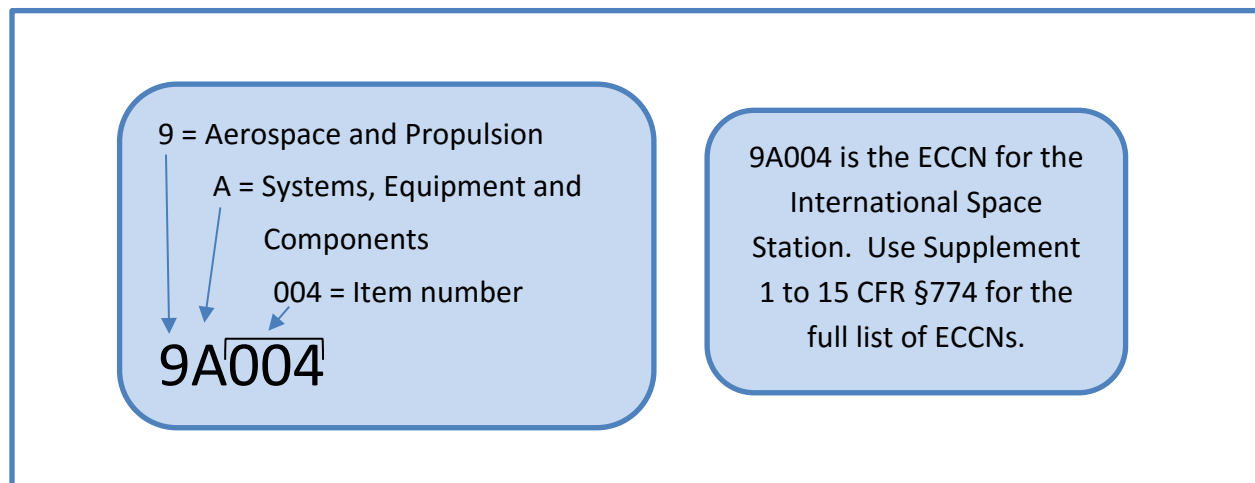 9 = Aerospace and Propulsion
A = Systems, Equipment and
Components
004 = Item number
9A004
9A004 is the ECCN for the
International Space
Station. Use Supplement
1 to 15 CFR §774 for the
full list of ECCNs.